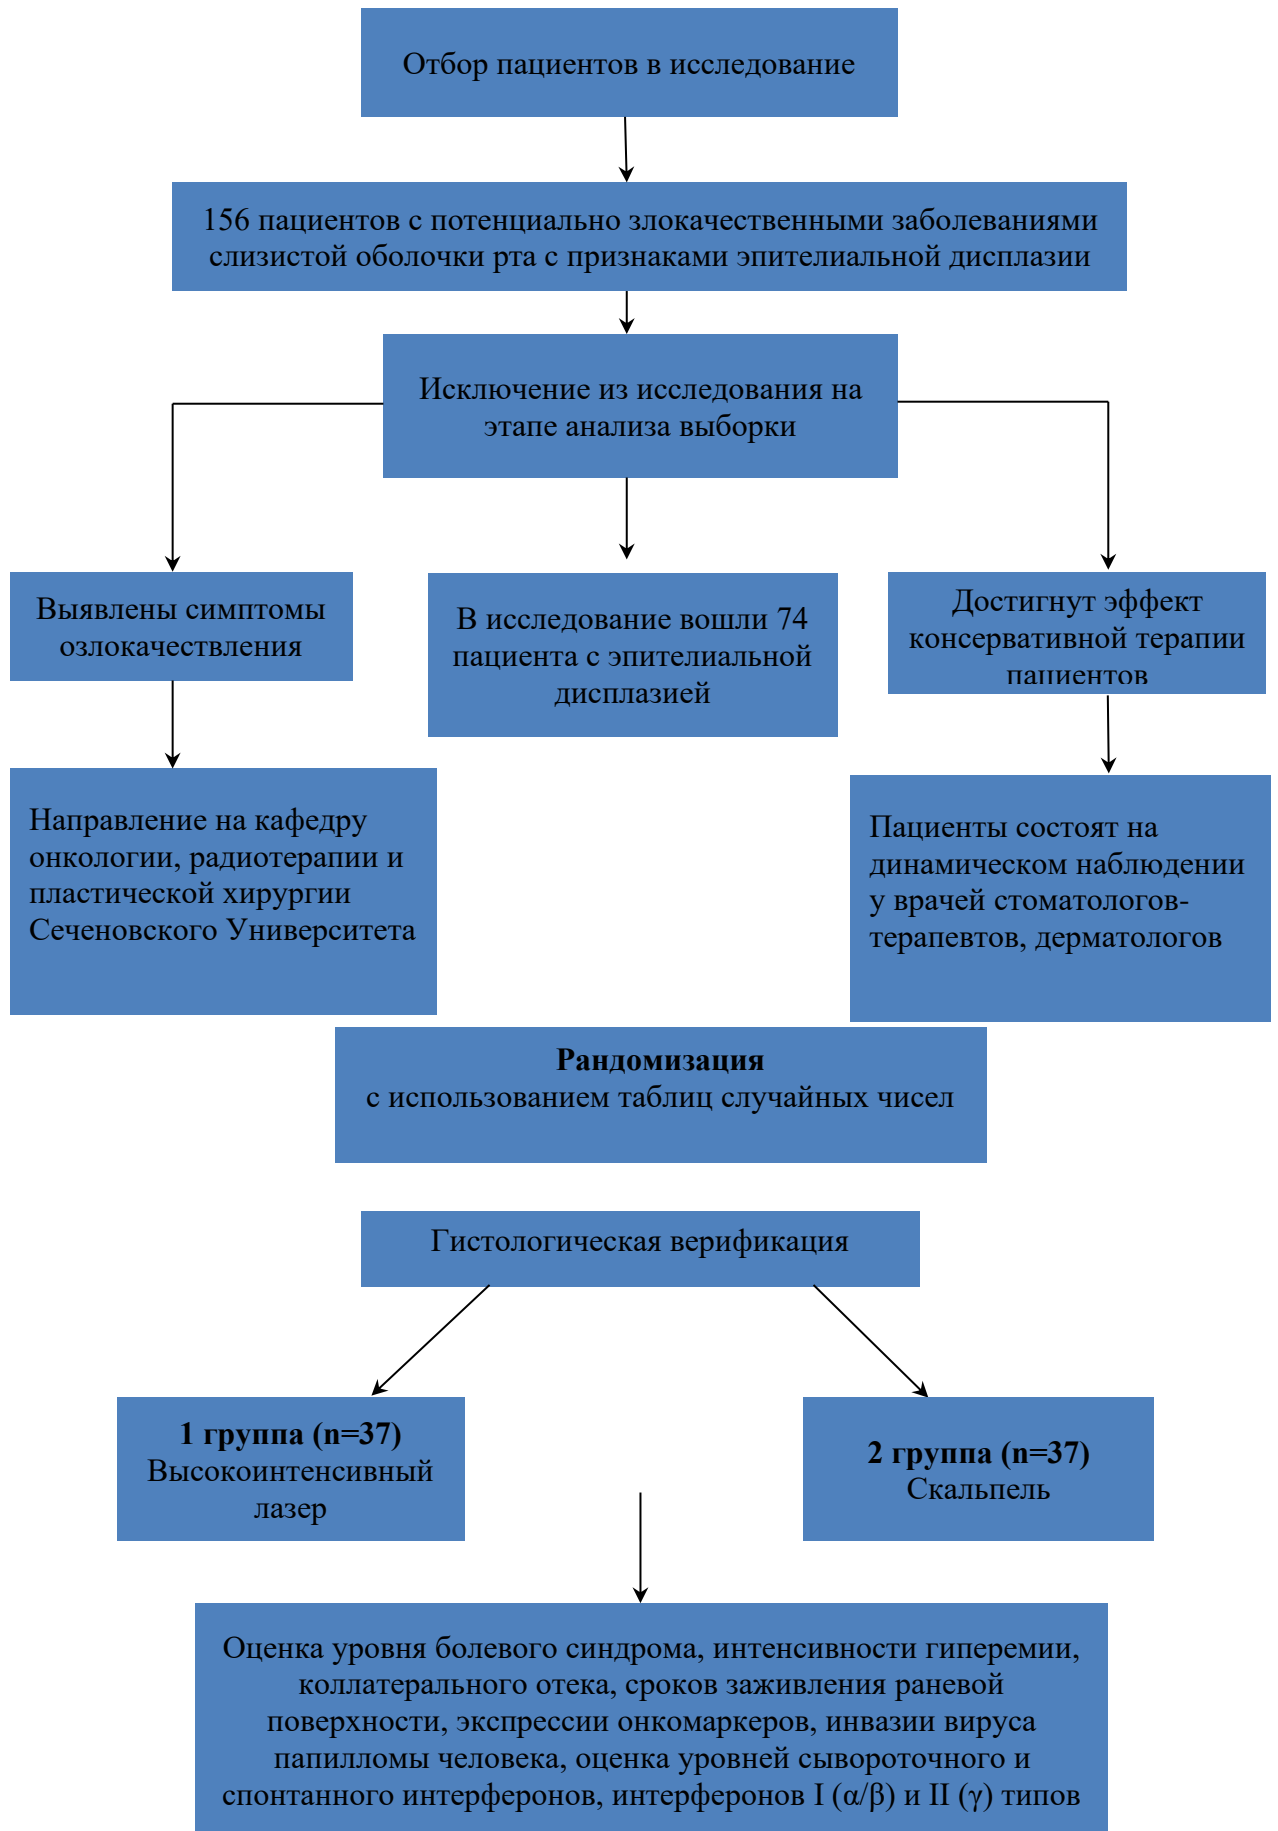 Отбор пациентов в исследование
156 пациентов с потенциально злокачественными заболеваниями
слизистой оболочки рта с признаками эпителиальной дисплазии
Исключение из исследования на
этапе анализа выборки
Выявлены симптомы
озлокачествления
В исследование вошли 74
пациента с эпителиальной
дисплазией
Достигнут эффект
консервативной терапии
пациентов
Направление на кафедру
онкологии, радиотерапии и
пластической хирургии
Сеченовского Университета
Пациенты состоят на
динамическом наблюдении
у врачей стоматологов-
терапевтов, дерматологов
Рандомизация
с использованием таблиц случайных чисел
Гистологическая верификация
1 группа (n=37)
Высокоинтенсивный
лазер
2 группа (n=37)
Скальпель
Оценка уровня болевого синдрома, интенсивности гиперемии,
коллатерального отека, сроков заживления раневой
поверхности, экспрессии онкомаркеров, инвазии вируса
папилломы человека, оценка уровней сывороточного и
спонтанного интерферонов, интерферонов I (α/β) и II (γ) типов